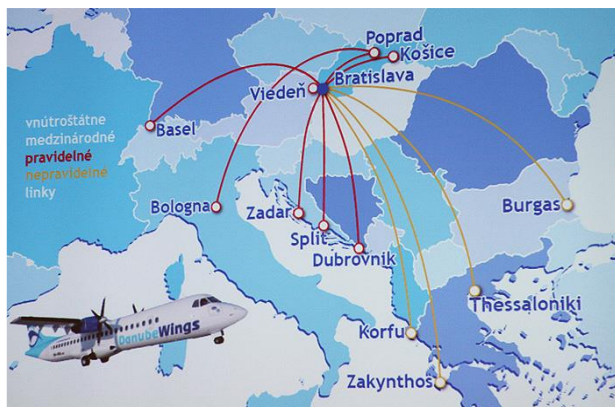 Poprad
Košice
Bratislava
Viedeň
vnútroštátne
medzinárodné
pravidelné
nepravidelné
linky
Basel
Bologna
Zadar
Split
Dubrovnik
Burgas
Thessaloniki
Korfu
Zakynthos
DanubeWings